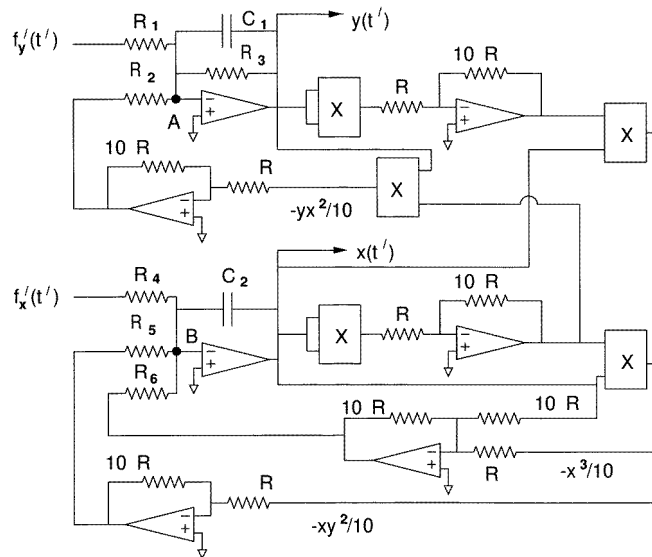 f_y′(t′) R₁ C₁ y(t′)
R₂ R₃ 10 R
A − + X R − + X
10 R R X
− + -yx²/10
x(t′)
f_x′(t′) R₄ C₂
R₅ B 10 R
R₆ − + X R − + X
10 R 10 R
10 R − + R -x³/10
R
− + -xy²/10